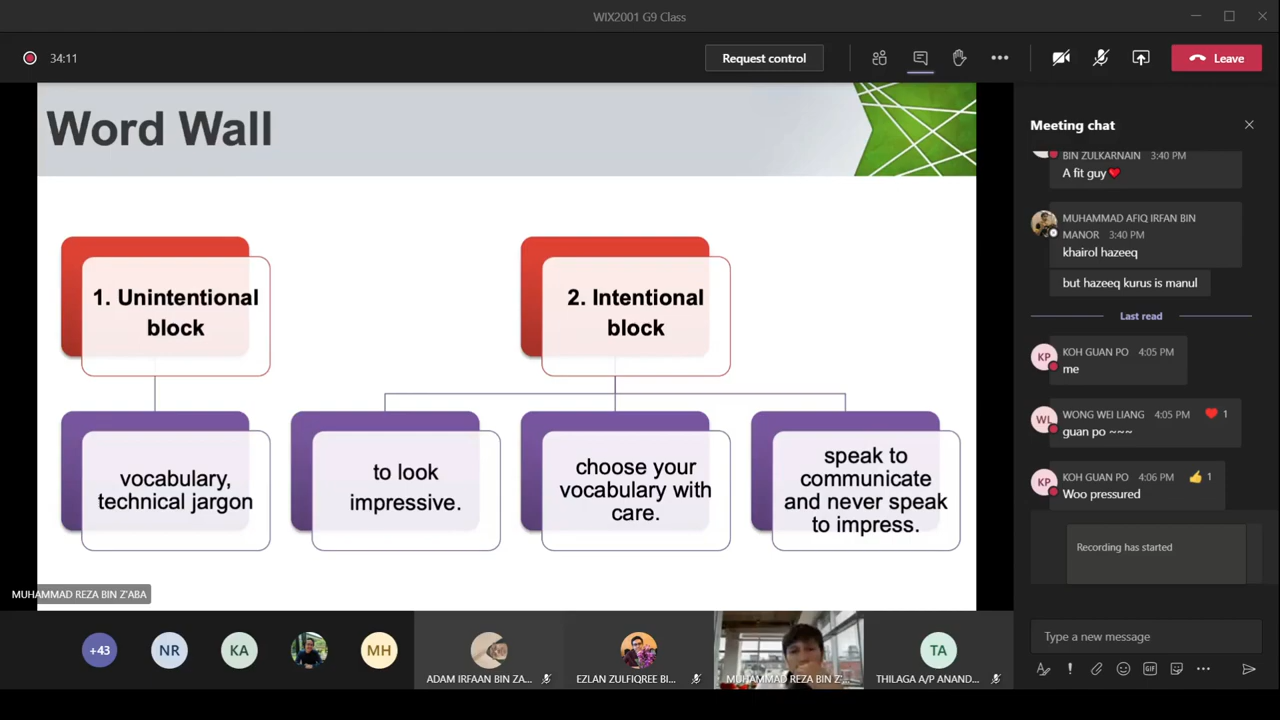 WIX2001 G9 Class
34:11
Request control
Leave
Word Wall
1. Unintentional
block
2. Intentional
block
vocabulary,
technical jargon
to look
impressive.
choose your
vocabulary with
care.
speak to
communicate
and never speak
to impress.
MUHAMMAD REZA BIN Z'ABA
+43
NR
KA
MH
ADAM IRFAAN BIN ZA...
EZLAN ZULFIQREE BI...
MUHAMMAD REZA BIN Z'...
TA
THILAGA A/P ANAND...
Meeting chat
BIN ZULKARNAIN 3:40 PM
A fit guy❤
MUHAMMAD AFIQ IRFAN BIN
MANOR 3:40 PM
khairol hazeeq
but hazeeq kurus is manul
Last read
KP
KOH GUAN PO 4:05 PM
me
WL
WONG WEI LIANG 4:05 PM ❤ 1
guan po ~~~
KP
KOH GUAN PO 4:06 PM 👍 1
Woo pressured
Recording has started
Type a new message
GIF